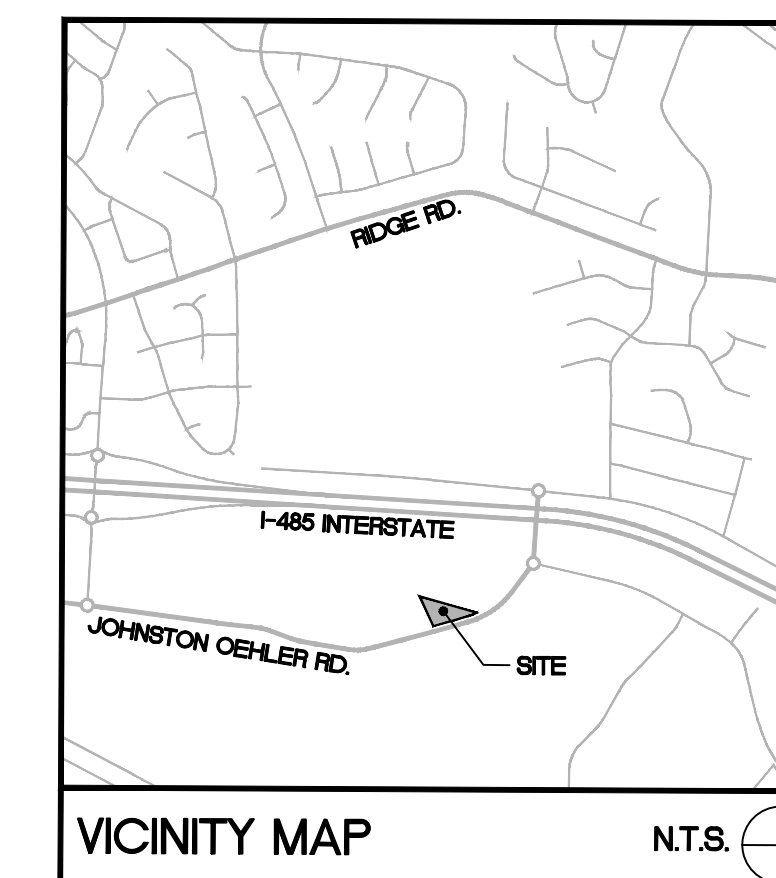 RIDGE RD.
I-485 INTERSTATE
JOHNSTON OEHLER RD.
SITE
VICINITY MAP
N.T.S.